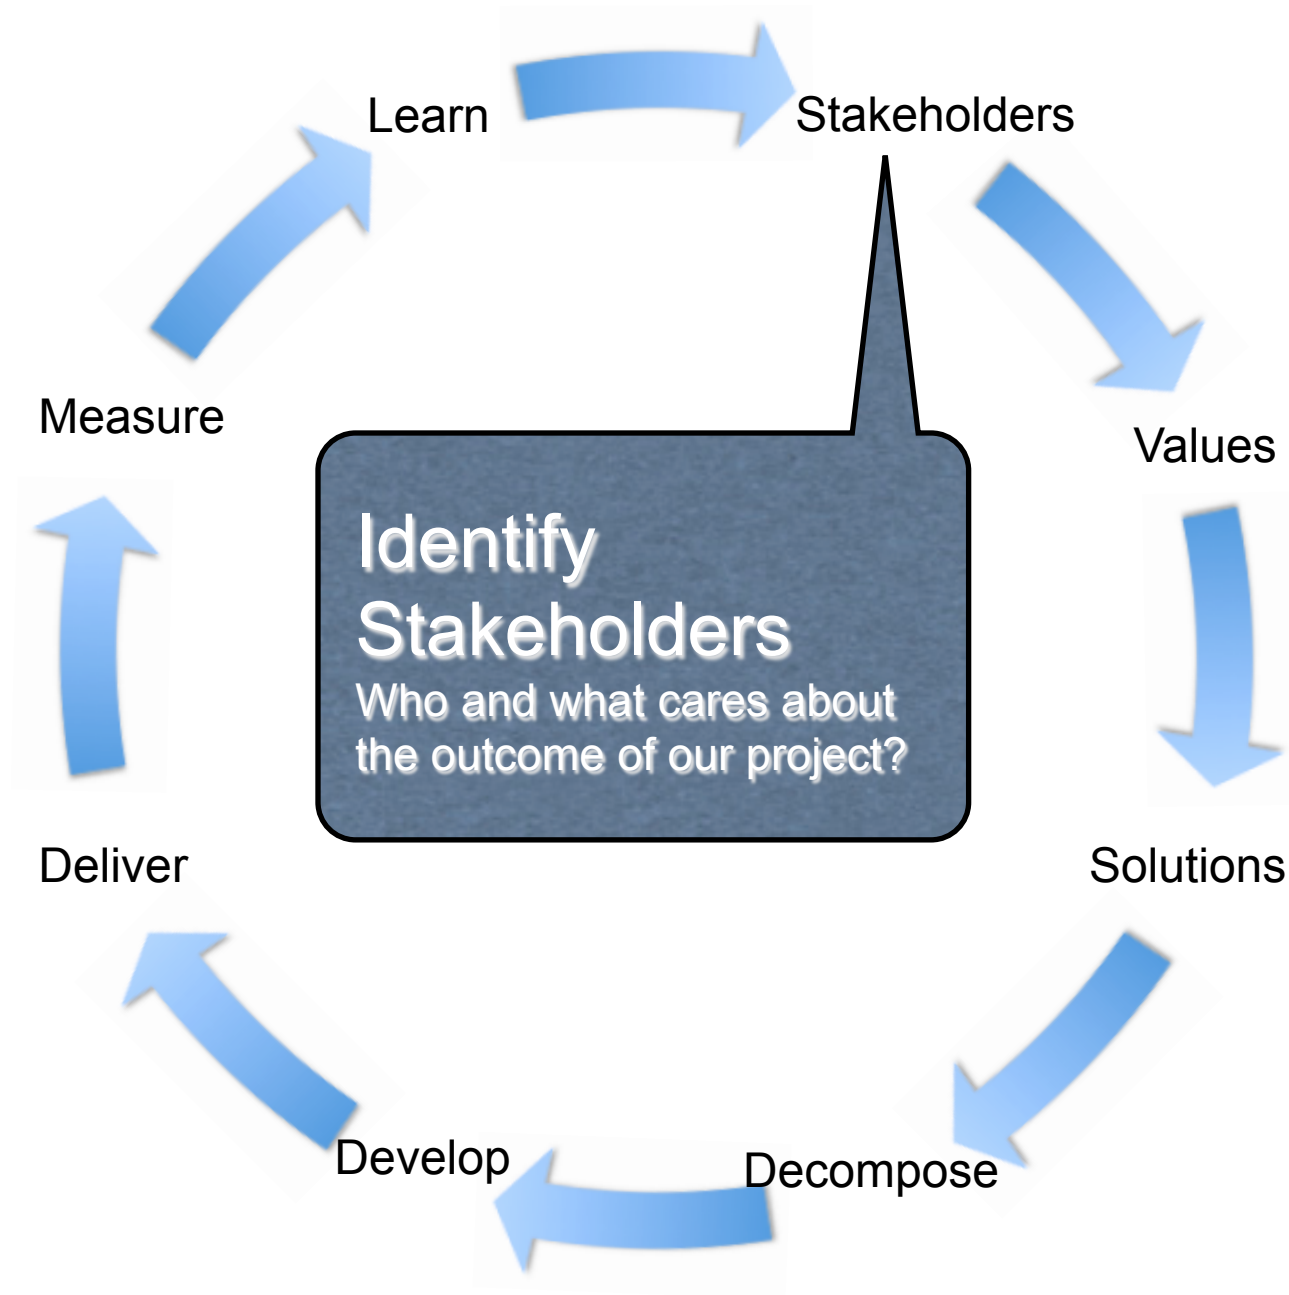 Learn
Stakeholders
Measure
Values
Identify
Stakeholders
Who and what cares about
the outcome of our project?
Deliver
Solutions
Develop
Decompose